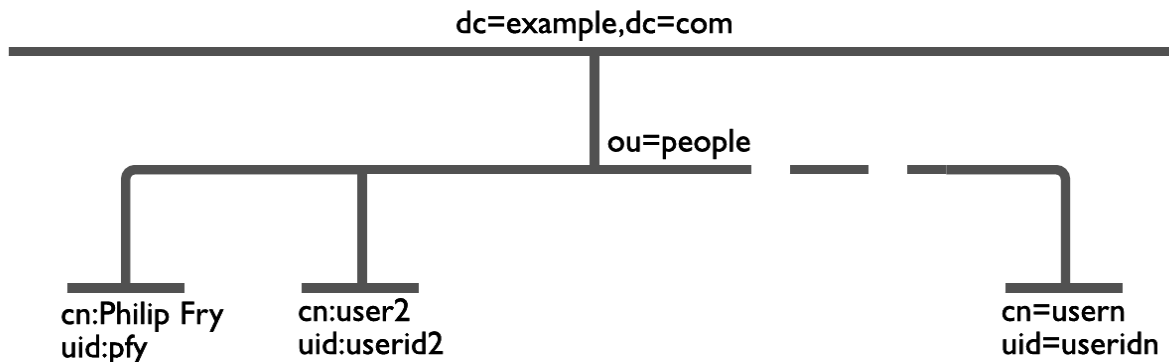 dc=example,dc=com
ou=people
cn:Philip Fry
uid:pfy
cn:user2
uid:userid2
cn=usern
uid=useridn